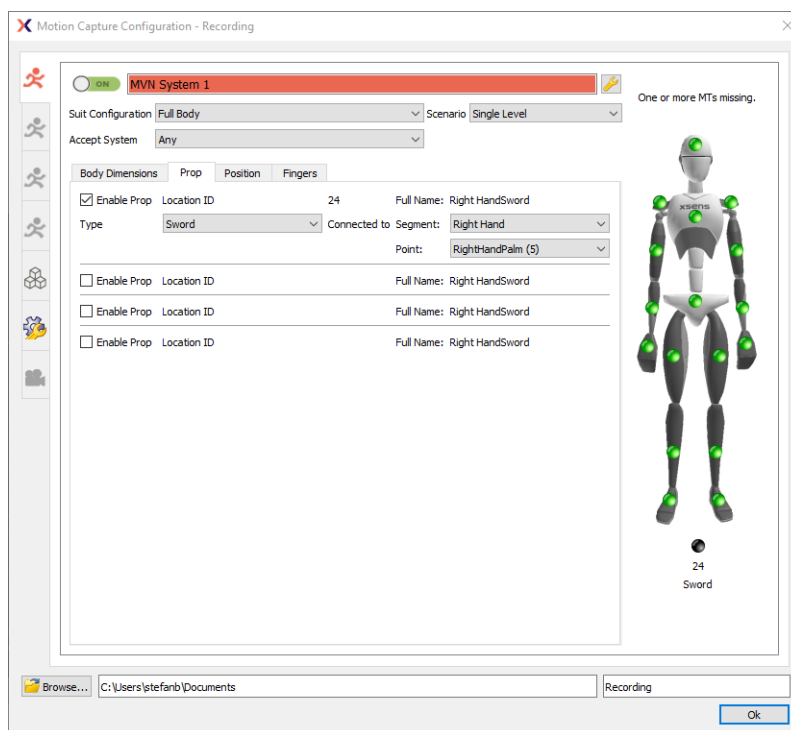 Motion Capture Configuration - Recording
ON MVN System 1
One or more MTs missing.
Suit Configuration Full Body Scenario Single Level
Accept System Any
Body Dimensions Prop Position Fingers
Enable Prop Location ID 24 Full Name: Right HandSword
Type Sword Connected to Segment: Right Hand
Point: RightHandPalm (5)
Enable Prop Location ID Full Name: Right HandSword
Enable Prop Location ID Full Name: Right HandSword
Enable Prop Location ID Full Name: Right HandSword
xsens
24
Sword
Browse... C:\Users\stefanb\Documents Recording
Ok